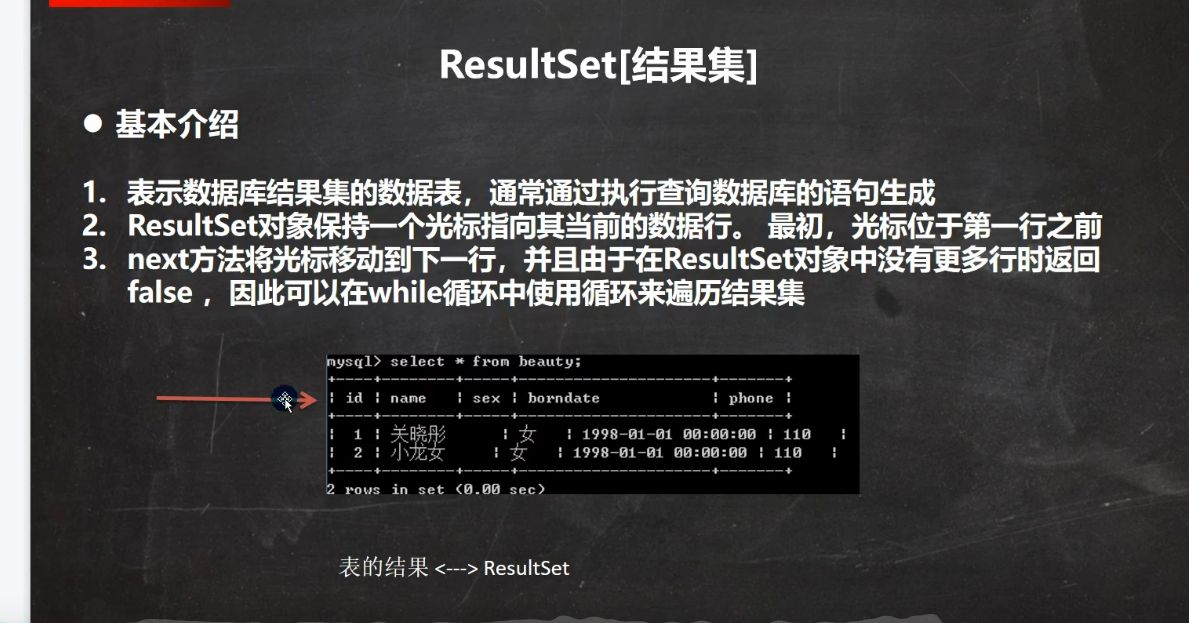 ResultSet[结果集]
● 基本介绍
1. 表示数据库结果集的数据表，通常通过执行查询数据库的语句生成
2. ResultSet对象保持一个光标指向其当前的数据行。 最初，光标位于第一行之前
3. next方法将光标移动到下一行，并且由于在ResultSet对象中没有更多行时返回
false ，因此可以在while循环中使用循环来遍历结果集
mysql> select * from beauty;
+----+--------+-----+---------------------+-------+
| id | name | sex | borndate | phone |
+----+--------+-----+---------------------+-------+
| 1 | 关晓彤 | 女 | 1998-01-01 00:00:00 | 110 |
| 2 | 小龙女 | 女 | 1998-01-01 00:00:00 | 110 |
+----+--------+-----+---------------------+-------+
2 rows in set (0.00 sec)
表的结果 <---> ResultSet